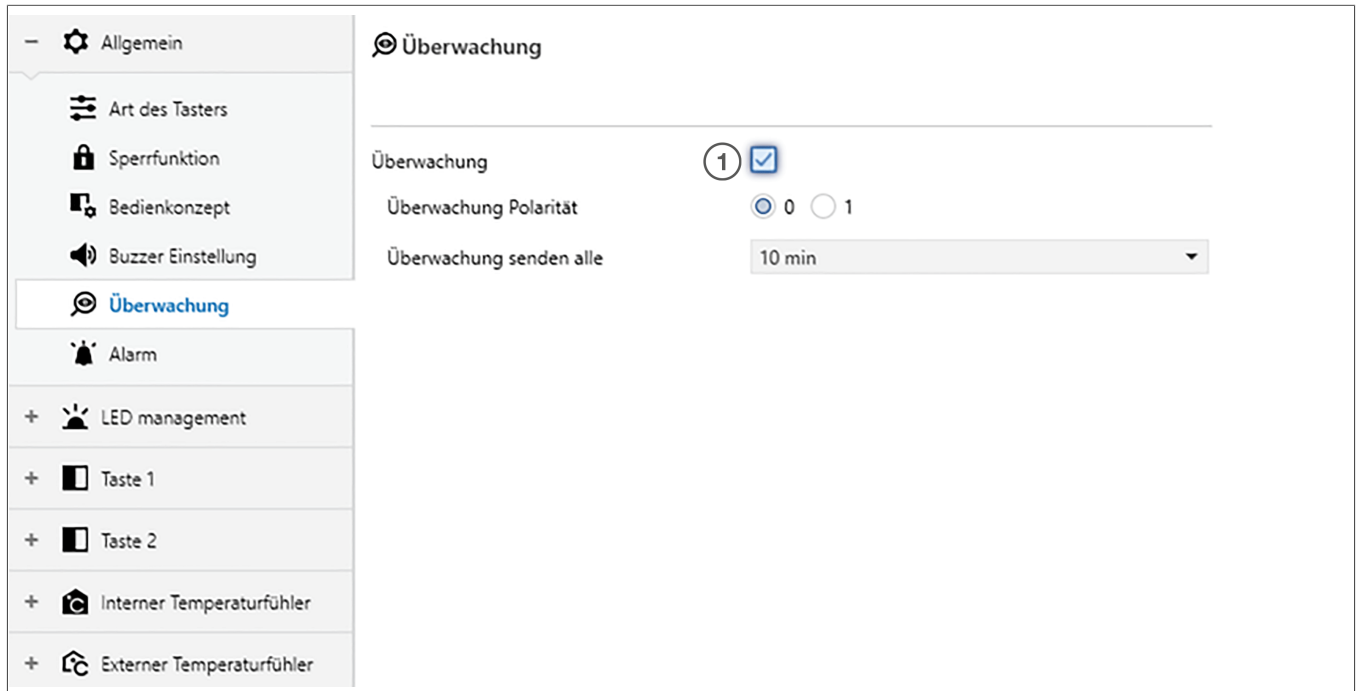 Allgemein
Art des Tasters
Sperrfunktion
Bedienkonzept
Buzzer Einstellung
Überwachung
Alarm
LED management
Taste 1
Taste 2
Interner Temperaturfühler
Externer Temperaturfühler
Überwachung
Überwachung 1
Überwachung Polarität 0 1
Überwachung senden alle 10 min